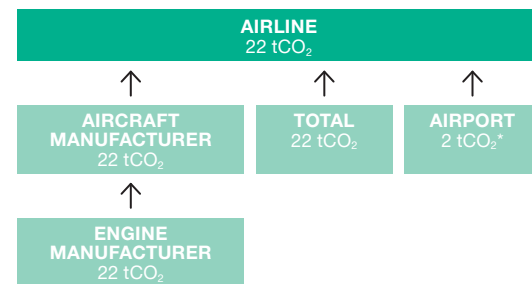 AIRLINE
22 tCO₂
AIRCRAFT
MANUFACTURER
22 tCO₂
TOTAL
22 tCO₂
AIRPORT
2 tCO₂*
ENGINE
MANUFACTURER
22 tCO₂